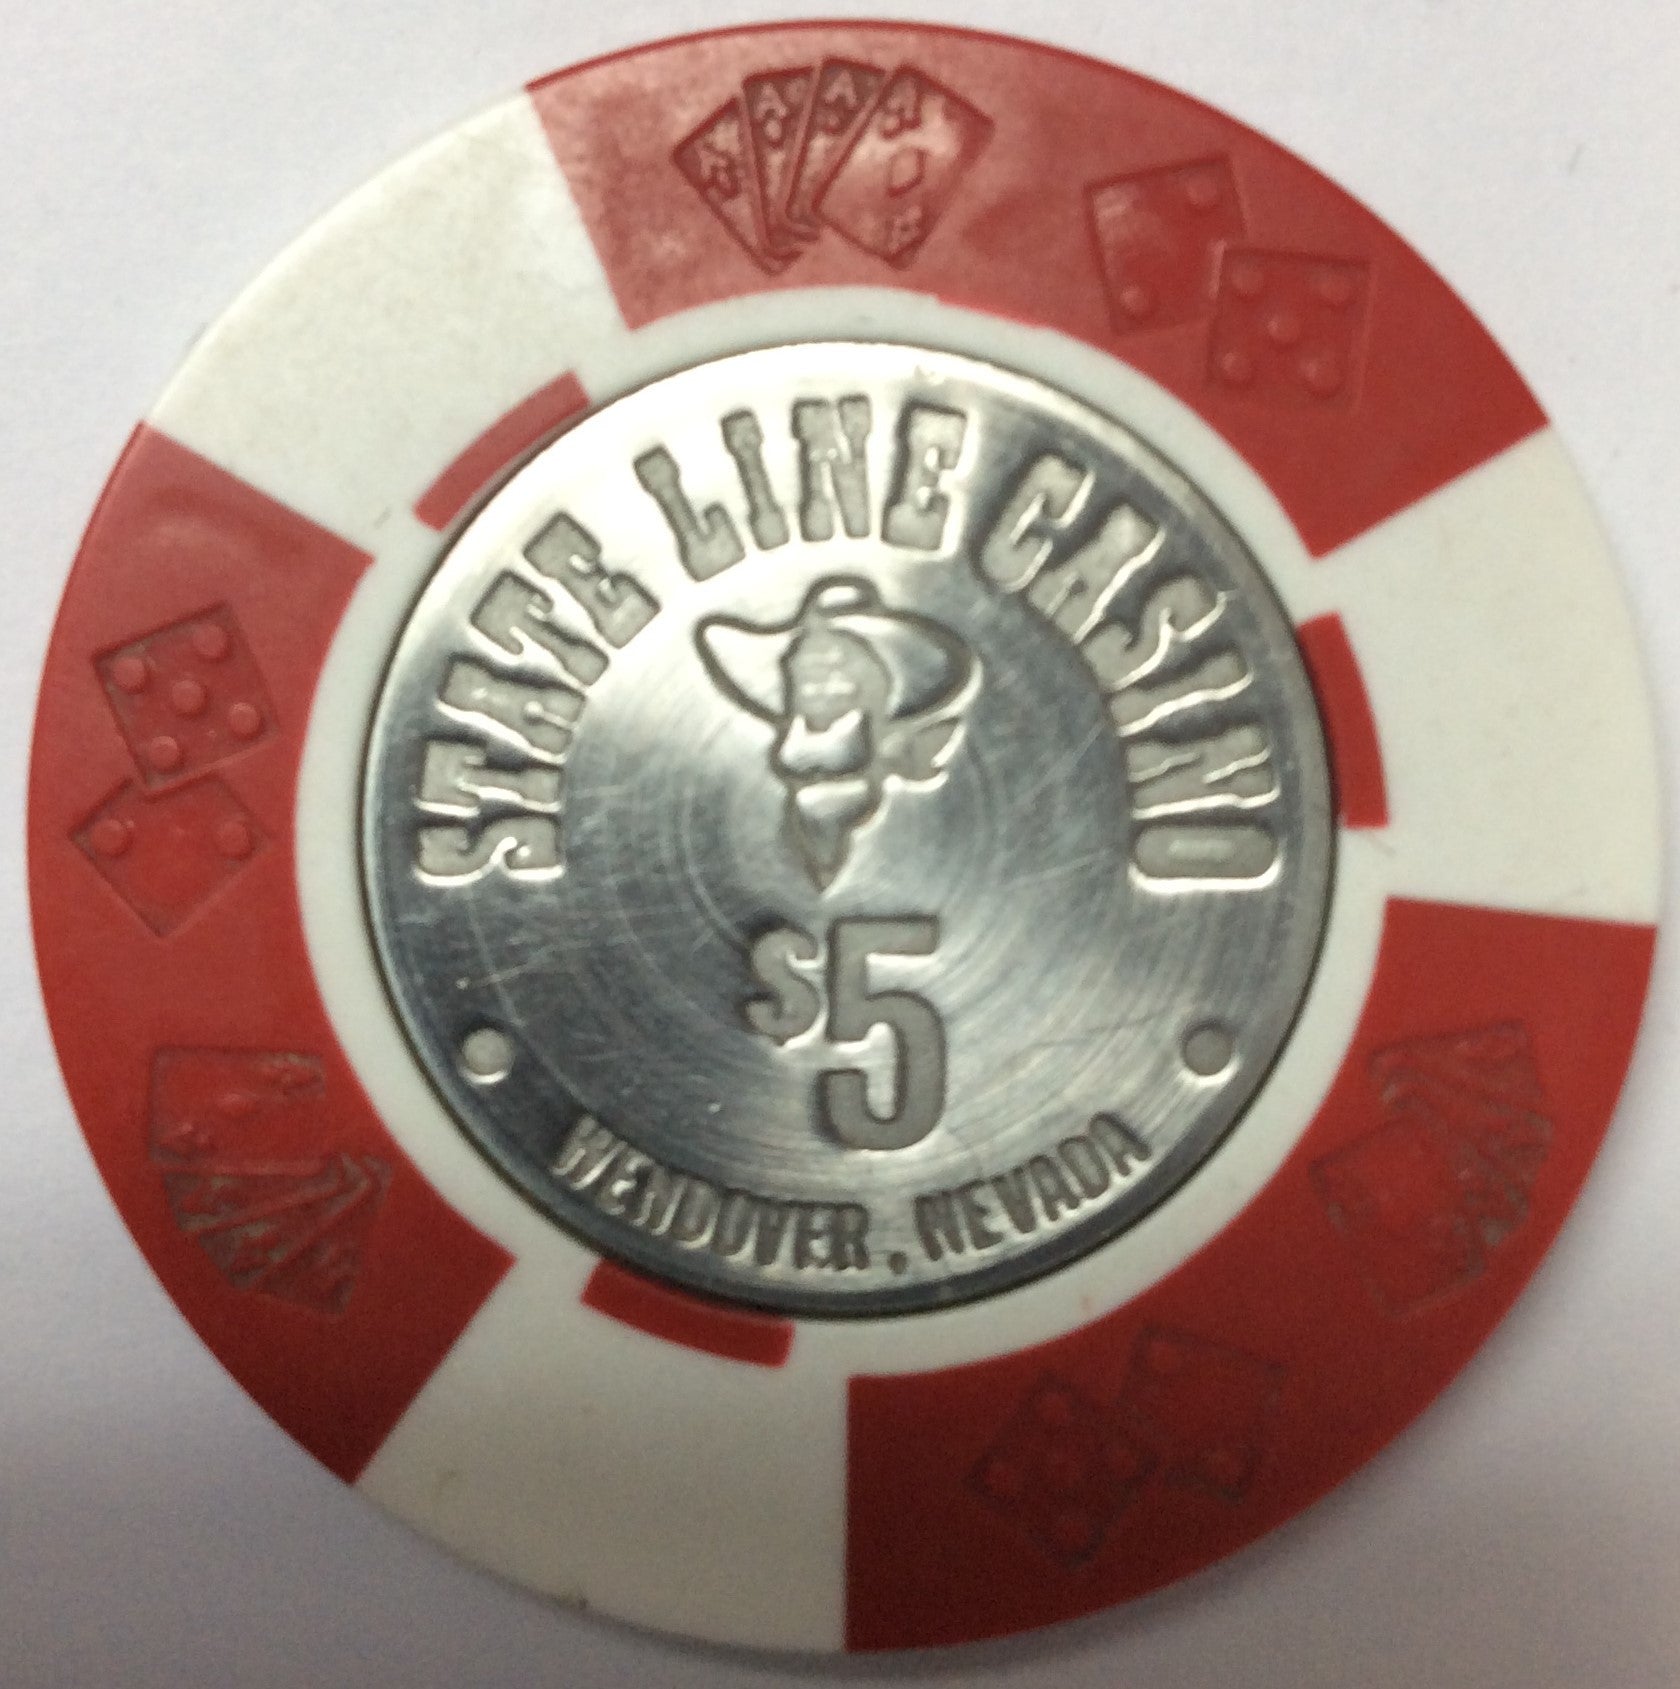 A A A A
STATE LINE CASINO
$5
WENDOVER, NEVADA